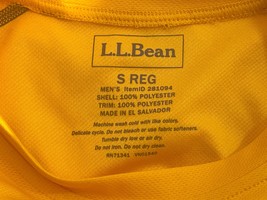 L.L.Bean
S REG
MEN'S ItemID 281094
SHELL: 100% POLYESTER
TRIM: 100% POLYESTER
MADE IN EL SALVADOR
Machine wash cold with like colors.
Delicate cycle. Do not bleach or use fabric softeners.
Tumble dry low or air dry.
Do not iron. Do not dry clean.